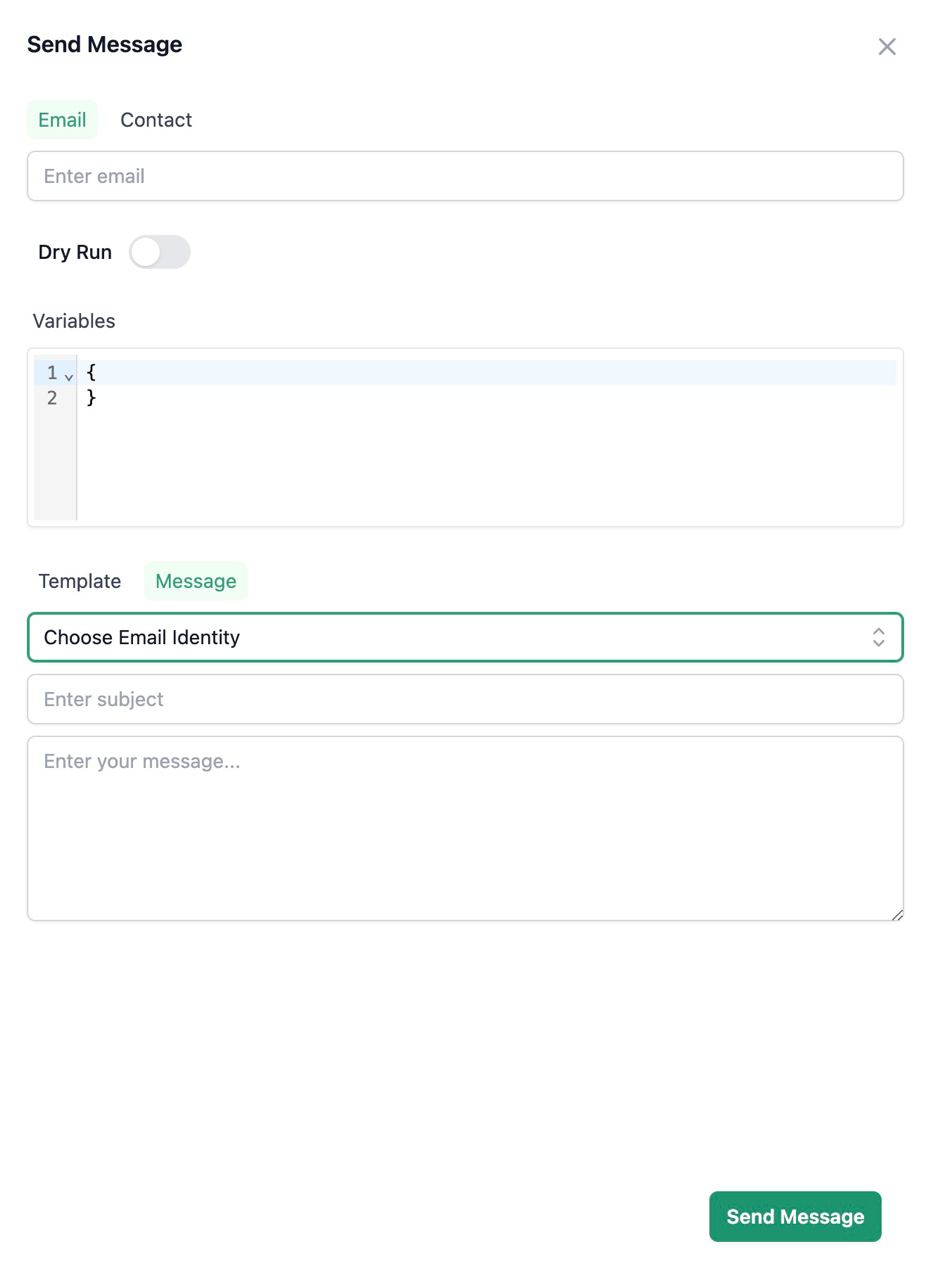 Send Message
Email Contact
Enter email
Dry Run
Variables
1 {
2 }
Template Message
Choose Email Identity
Enter subject
Enter your message...
Send Message